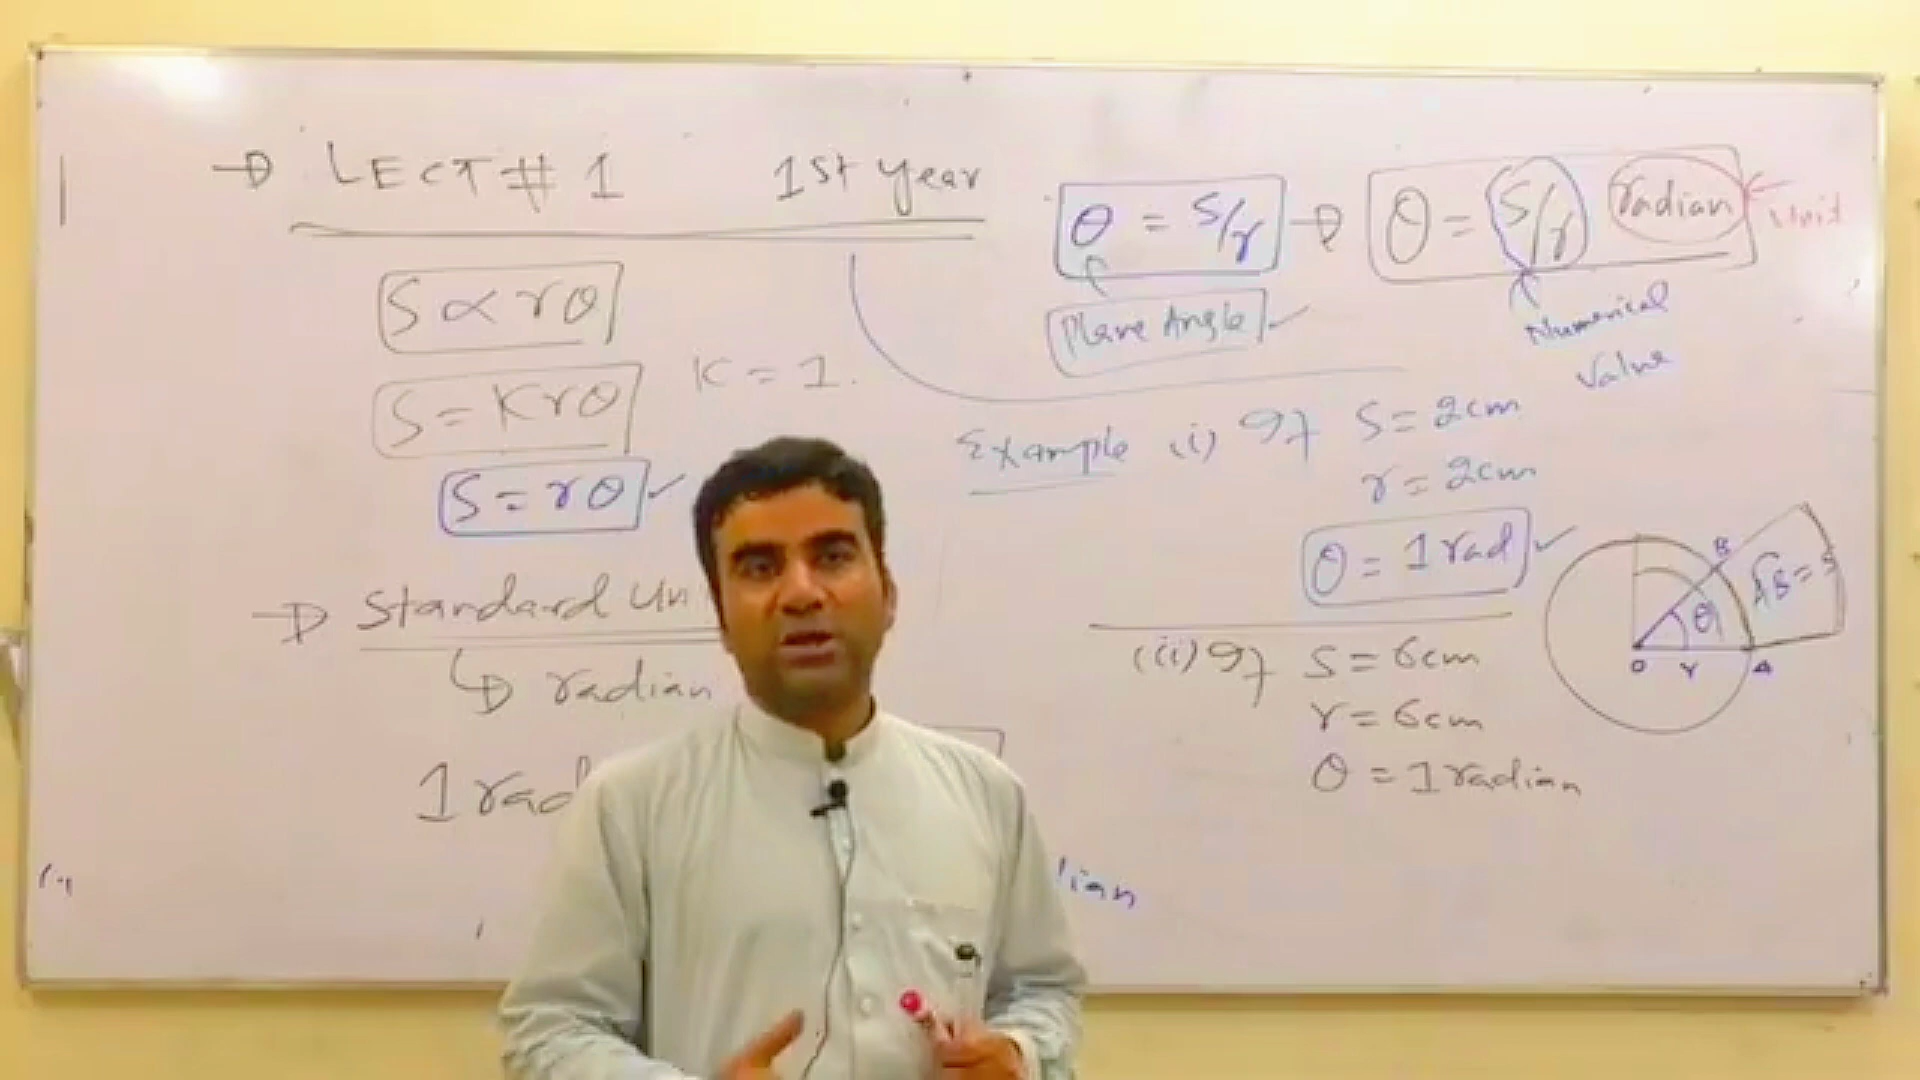 LECT # 1 1st Year
S ∝ rθ
S = Krθ K = 1.
S = rθ ✓
Standard Un
radian
1 rad
θ = S/r
θ = S/r radian
Unit
Plane Angle ✓
Numerical
Value
Example (i) If S = 2cm
r = 2cm
θ = 1 rad ✓
(ii) If S = 6cm
r = 6cm
θ = 1 radian
B
AB = S
θ
O r A
dian